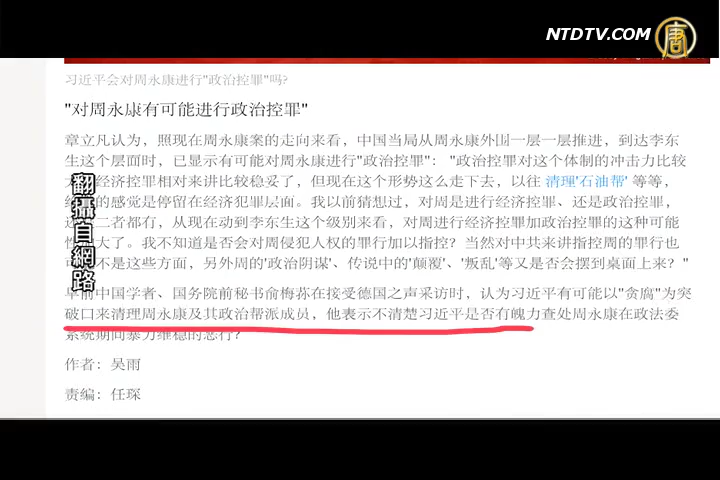 NTDTV.COM 唐
习近平会对周永康进行"政治控罪"吗?
"对周永康有可能进行政治控罪"
章立凡认为，照现在周永康案的走向来看，中国当局从周永康外围一层一层推进，到达李东
生这个层面时，已显示有可能对周永康进行"政治控罪"： "政治控罪对这个体制的冲击力比较
经济控罪相对来讲比较稳妥了，但现在这个形势这么走下去，以往 清理'石油帮' 等等，
的感觉是停留在经济犯罪层面。我以前猜想过，对周是进行经济控罪、还是政治控罪，
二者都有，从现在动到李东生这个级别来看，对周进行经济控罪加政治控罪的这种可能
大了。我不知道是否会对周侵犯人权的罪行加以指控？当然对中共来讲指控周的罪行也
不是这些方面，另外周的'政治阴谋'、传说中的'颠覆'、'叛乱'等又是否会摆到桌面上来？"
早前中国学者、国务院前秘书俞梅荪在接受德国之声采访时，认为习近平有可能以"贪腐"为突
破口来清理周永康及其政治帮派成员，他表示不清楚习近平是否有魄力查处周永康在政法委
系统期间暴力维稳的恶行？
作者：吴雨
责编：任琛
翻攝自網路